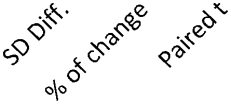 SD Diff.
% of change
Paired t